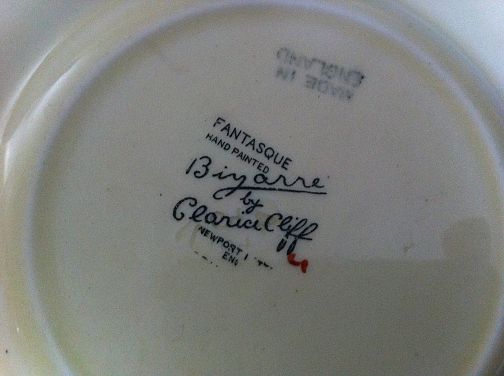 MADE IN
ENGLAND
FANTASQUE
HAND PAINTED
Bizarre
by
Clarice Cliff
NEWPORT